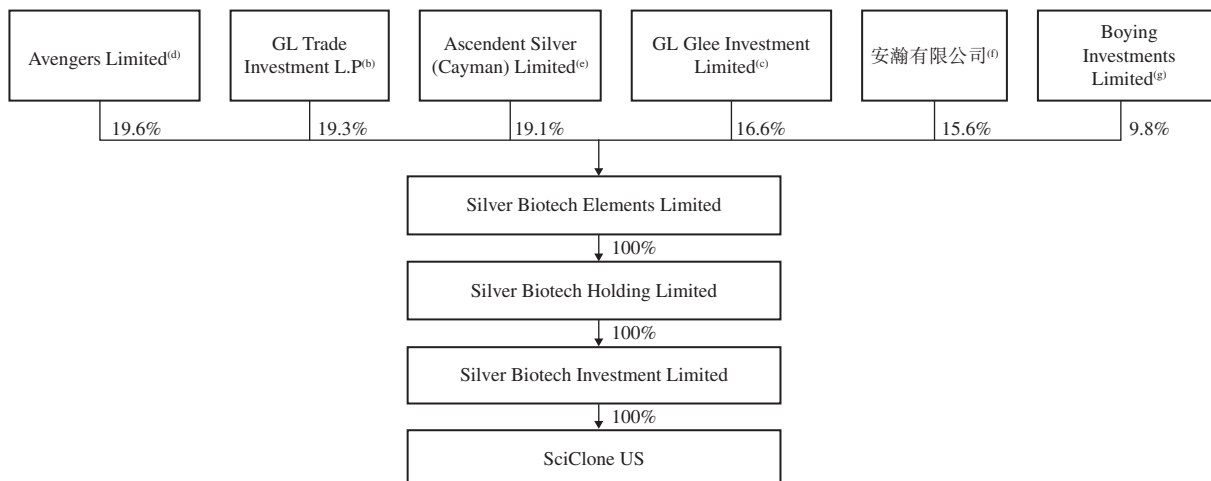 Avengers Limited(d)
GL Trade
Investment L.P(b)
Ascendent Silver
(Cayman) Limited(e)
GL Glee Investment
Limited(c)
安瀚有限公司(f)
Boying
Investments
Limited(g)
19.6%
19.3%
19.1%
16.6%
15.6%
9.8%
Silver Biotech Elements Limited
100%
Silver Biotech Holding Limited
100%
Silver Biotech Investment Limited
100%
SciClone US